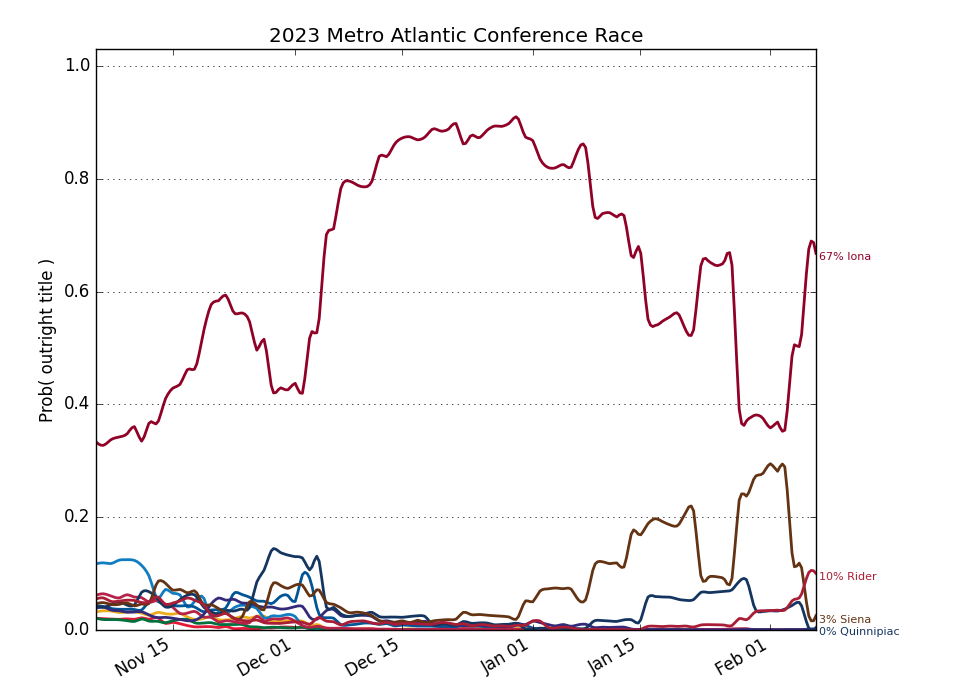 2023 Metro Atlantic Conference Race
Prob( outright title )
1.0
0.8
0.6
0.4
0.2
0.0
67% Iona
10% Rider
3% Siena
0% Quinnipiac
Nov 15
Dec 01
Dec 15
Jan 01
Jan 15
Feb 01